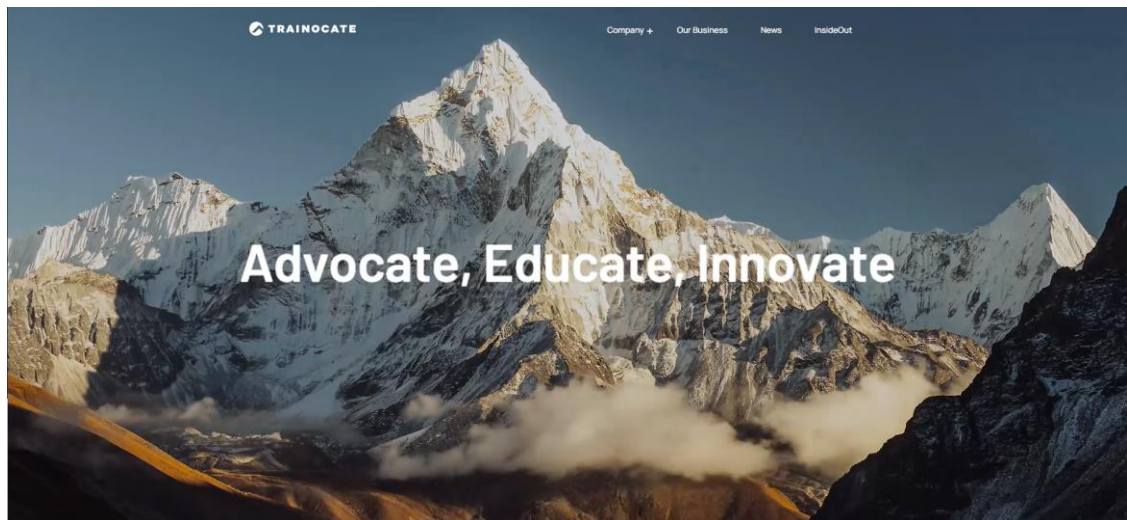 TRAINOCATE
Company + Our Business News InsideOut
Advocate, Educate, Innovate